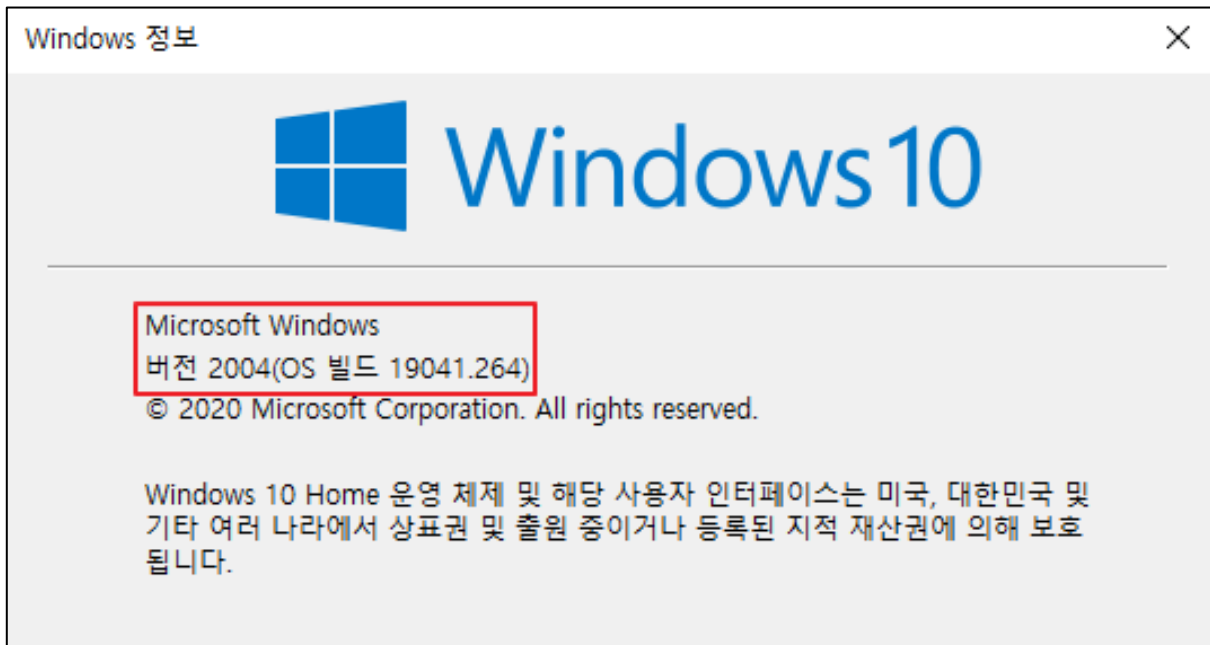 Windows 정보
Windows 10
Microsoft Windows
버전 2004(OS 빌드 19041.264)
© 2020 Microsoft Corporation. All rights reserved.
Windows 10 Home 운영 체제 및 해당 사용자 인터페이스는 미국, 대한민국 및
기타 여러 나라에서 상표권 및 출원 중이거나 등록된 지적 재산권에 의해 보호
됩니다.